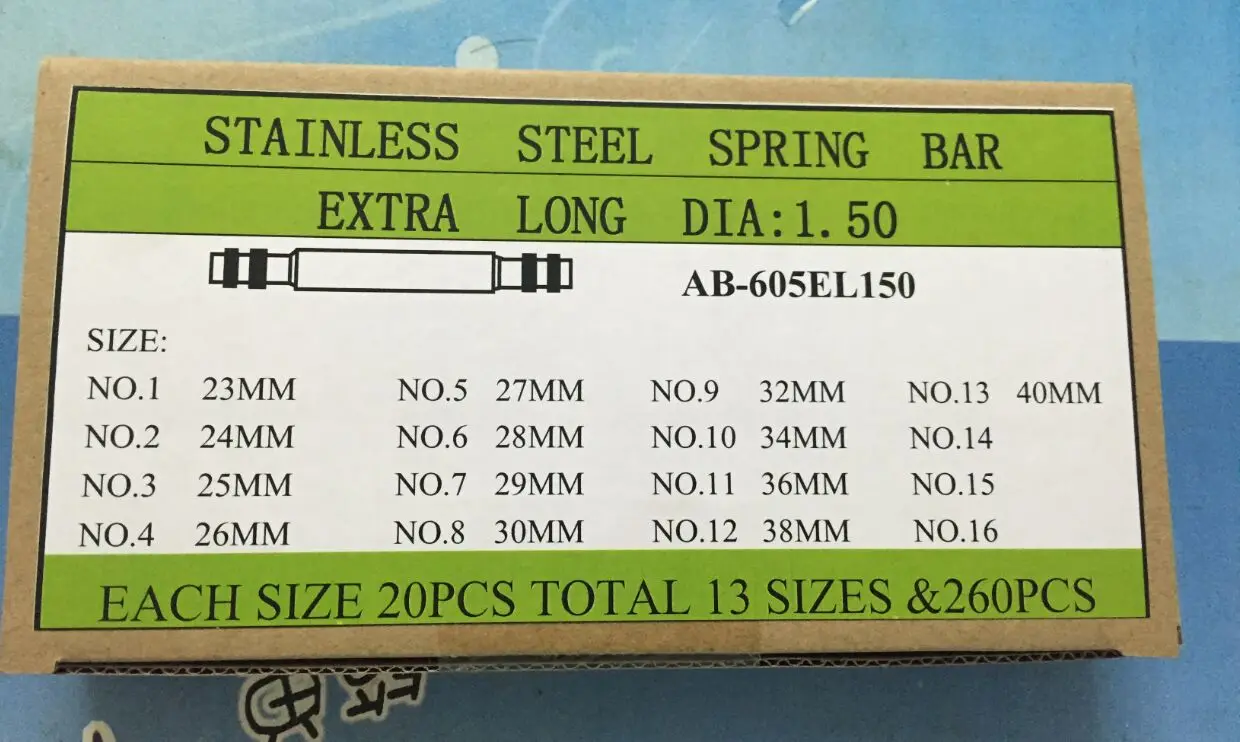 STAINLESS STEEL SPRING BAR
EXTRA LONG DIA:1.50
AB-605EL150
SIZE:
NO.1 23MM NO.5 27MM NO.9 32MM NO.13 40MM
NO.2 24MM NO.6 28MM NO.10 34MM NO.14
NO.3 25MM NO.7 29MM NO.11 36MM NO.15
NO.4 26MM NO.8 30MM NO.12 38MM NO.16
EACH SIZE 20PCS TOTAL 13 SIZES &260PCS